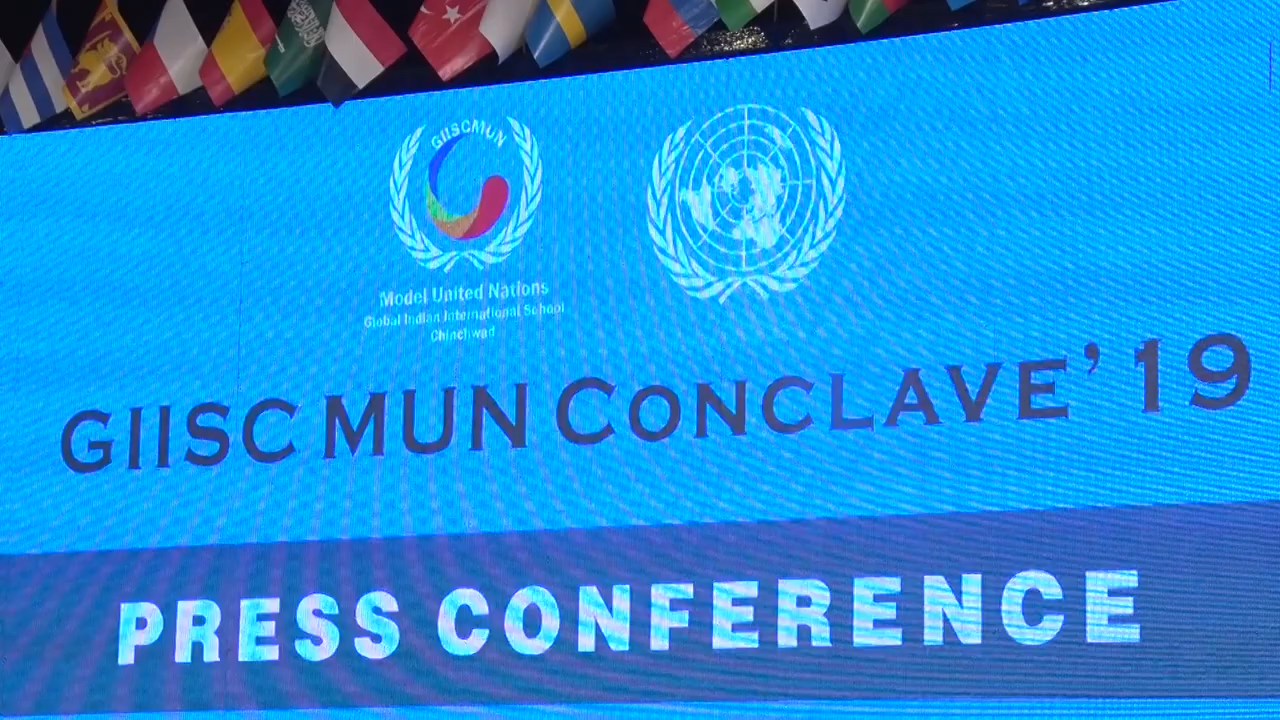 GIISCMUN
Model United Nations
Global Indian International School
Chinchwad
GIISC MUN CONCLAVE'19
PRESS CONFERENCE